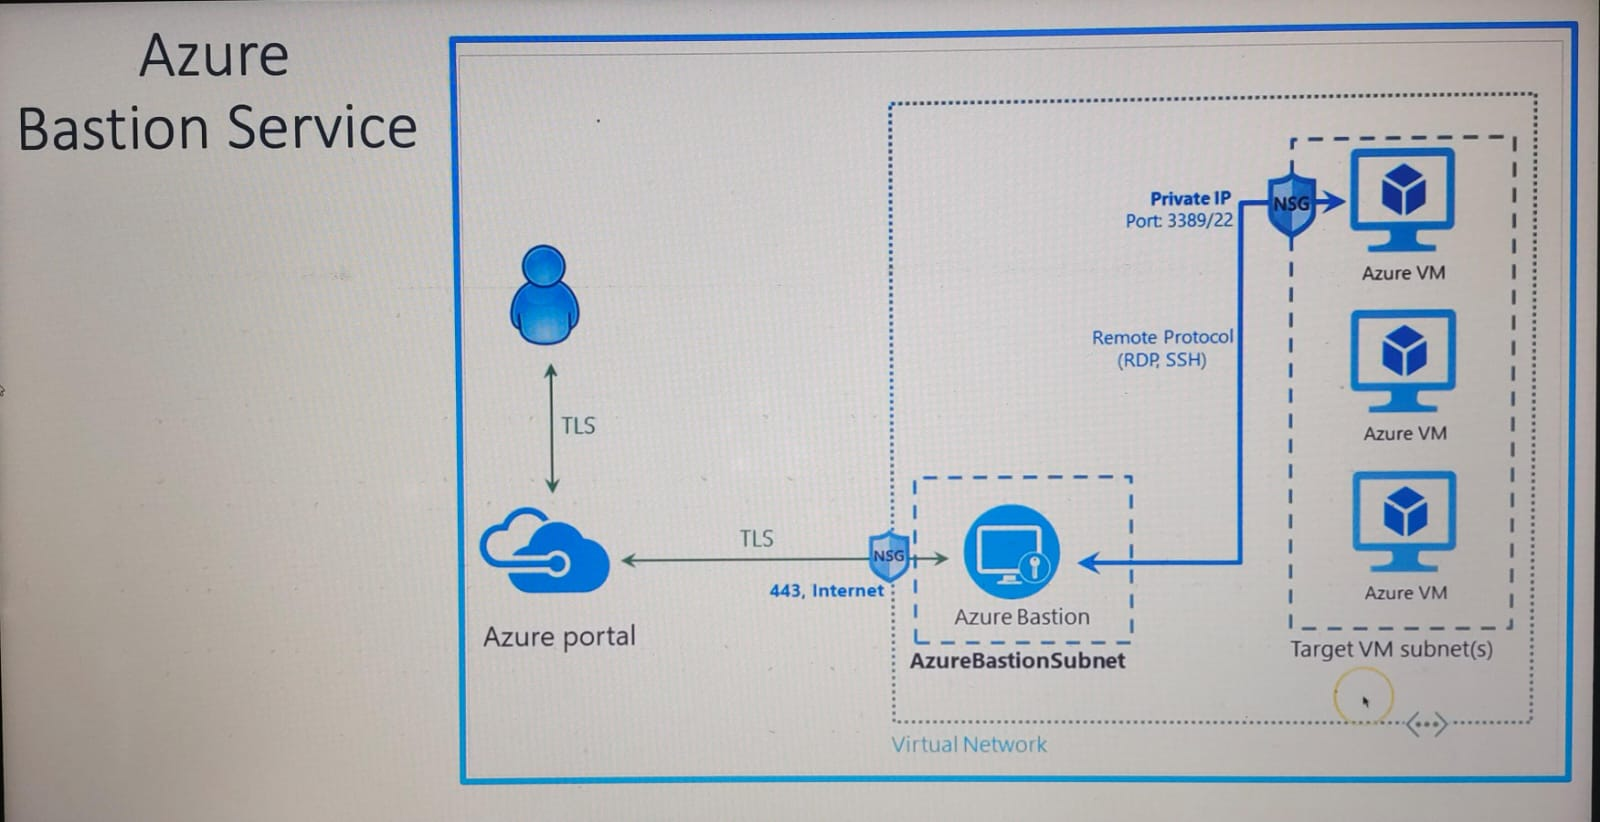 Azure
Bastion Service
Private IP
Port: 3389/22
NSG
Azure VM
Remote Protocol
(RDP, SSH)
Azure VM
TLS
TLS
NSG
443, Internet
Azure portal
Azure Bastion
AzureBastionSubnet
Azure VM
Target VM subnet(s)
Virtual Network